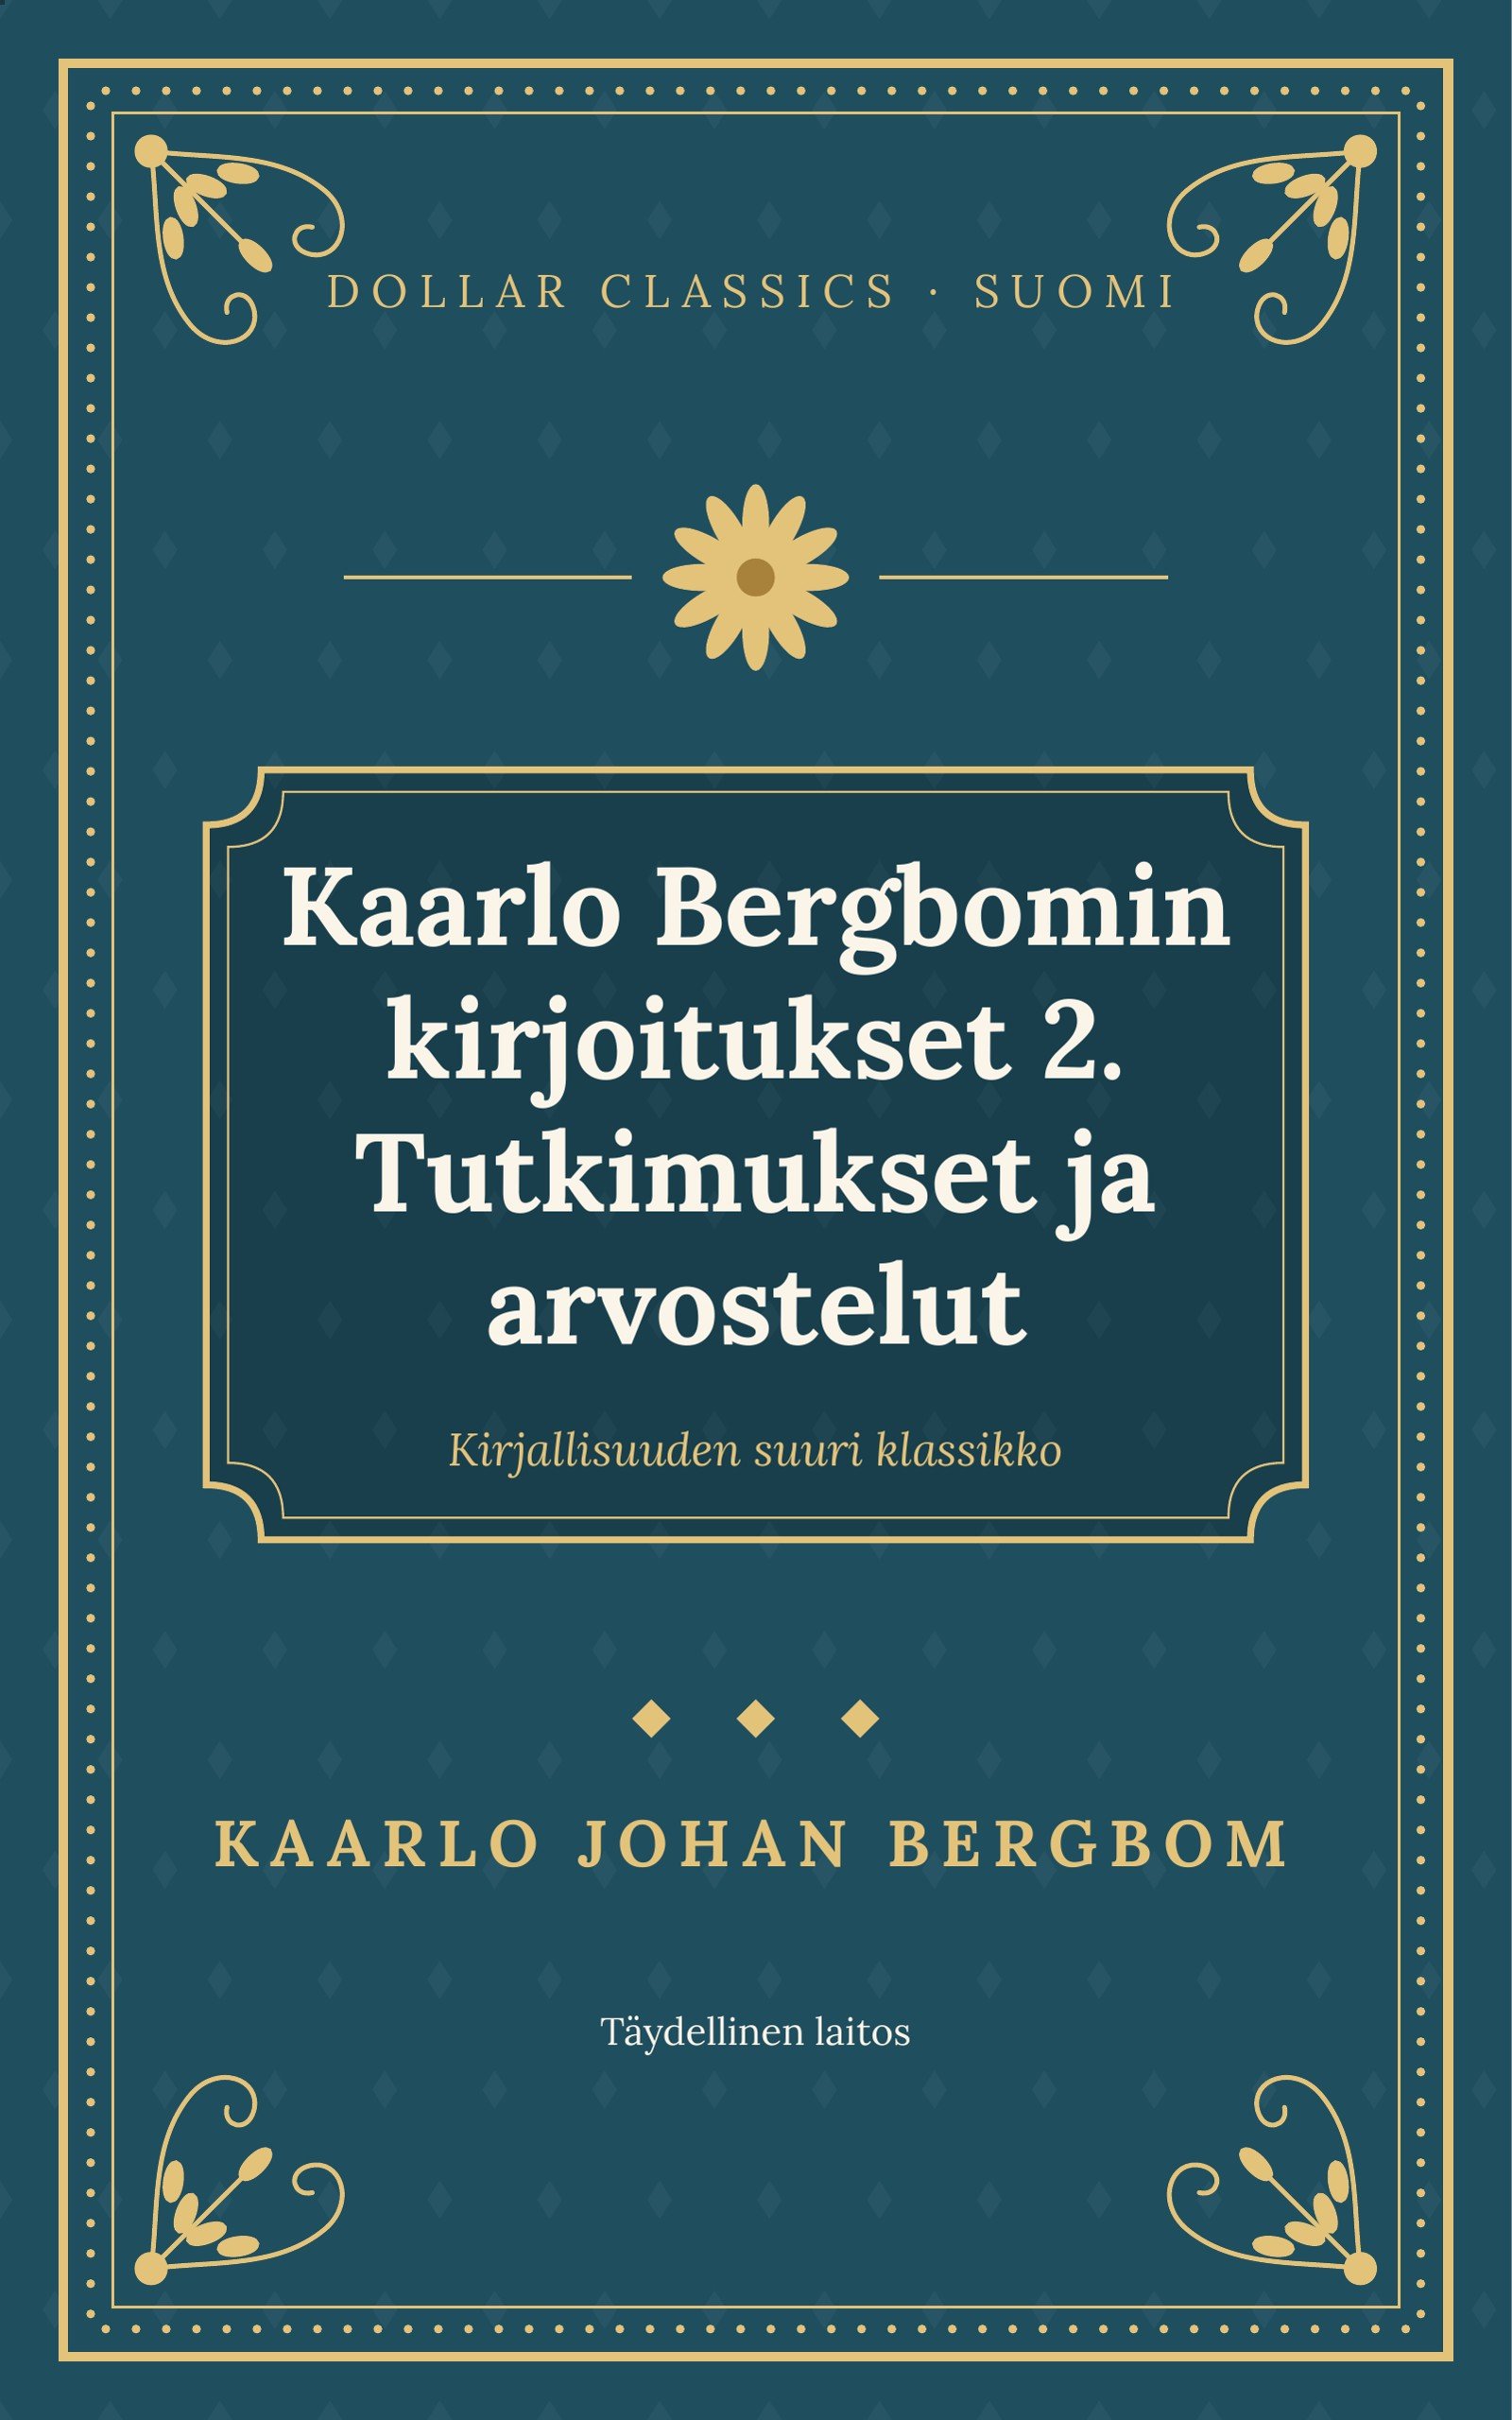 DOLLAR CLASSICS · SUOMI
Kaarlo Bergbomin
kirjoitukset 2.
Tutkimukset ja
arvostelut
Kirjallisuuden suuri klassikko
KAARLO JOHAN BERGBOM
Täydellinen laitos